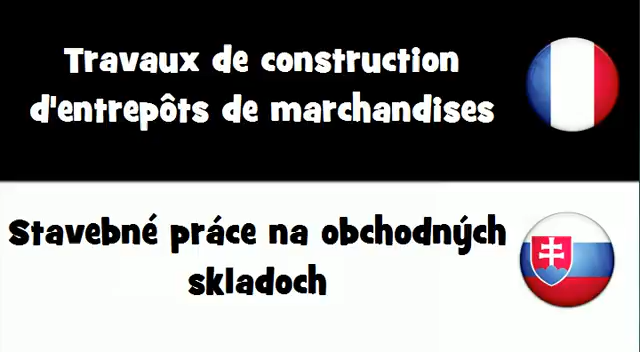 Travaux de construction
d'entrepôts de marchandises
Stavebné práce na obchodných
skladoch